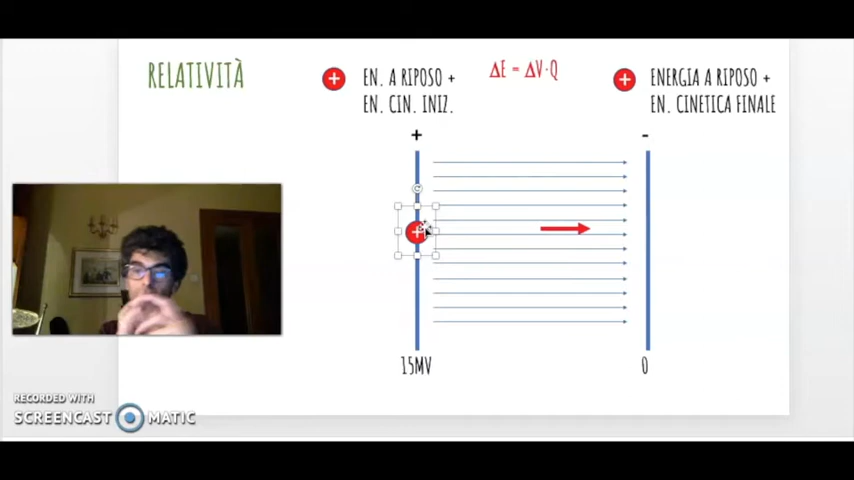 RELATIVITÀ
+
EN. A RIPOSO +
EN. CIN. INIZ.
ΔE = ΔV·Q
+
ENERGIA A RIPOSO +
EN. CINETICA FINALE
+
-
+
15MV
0
RECORDED WITH
SCREENCAST MATIC